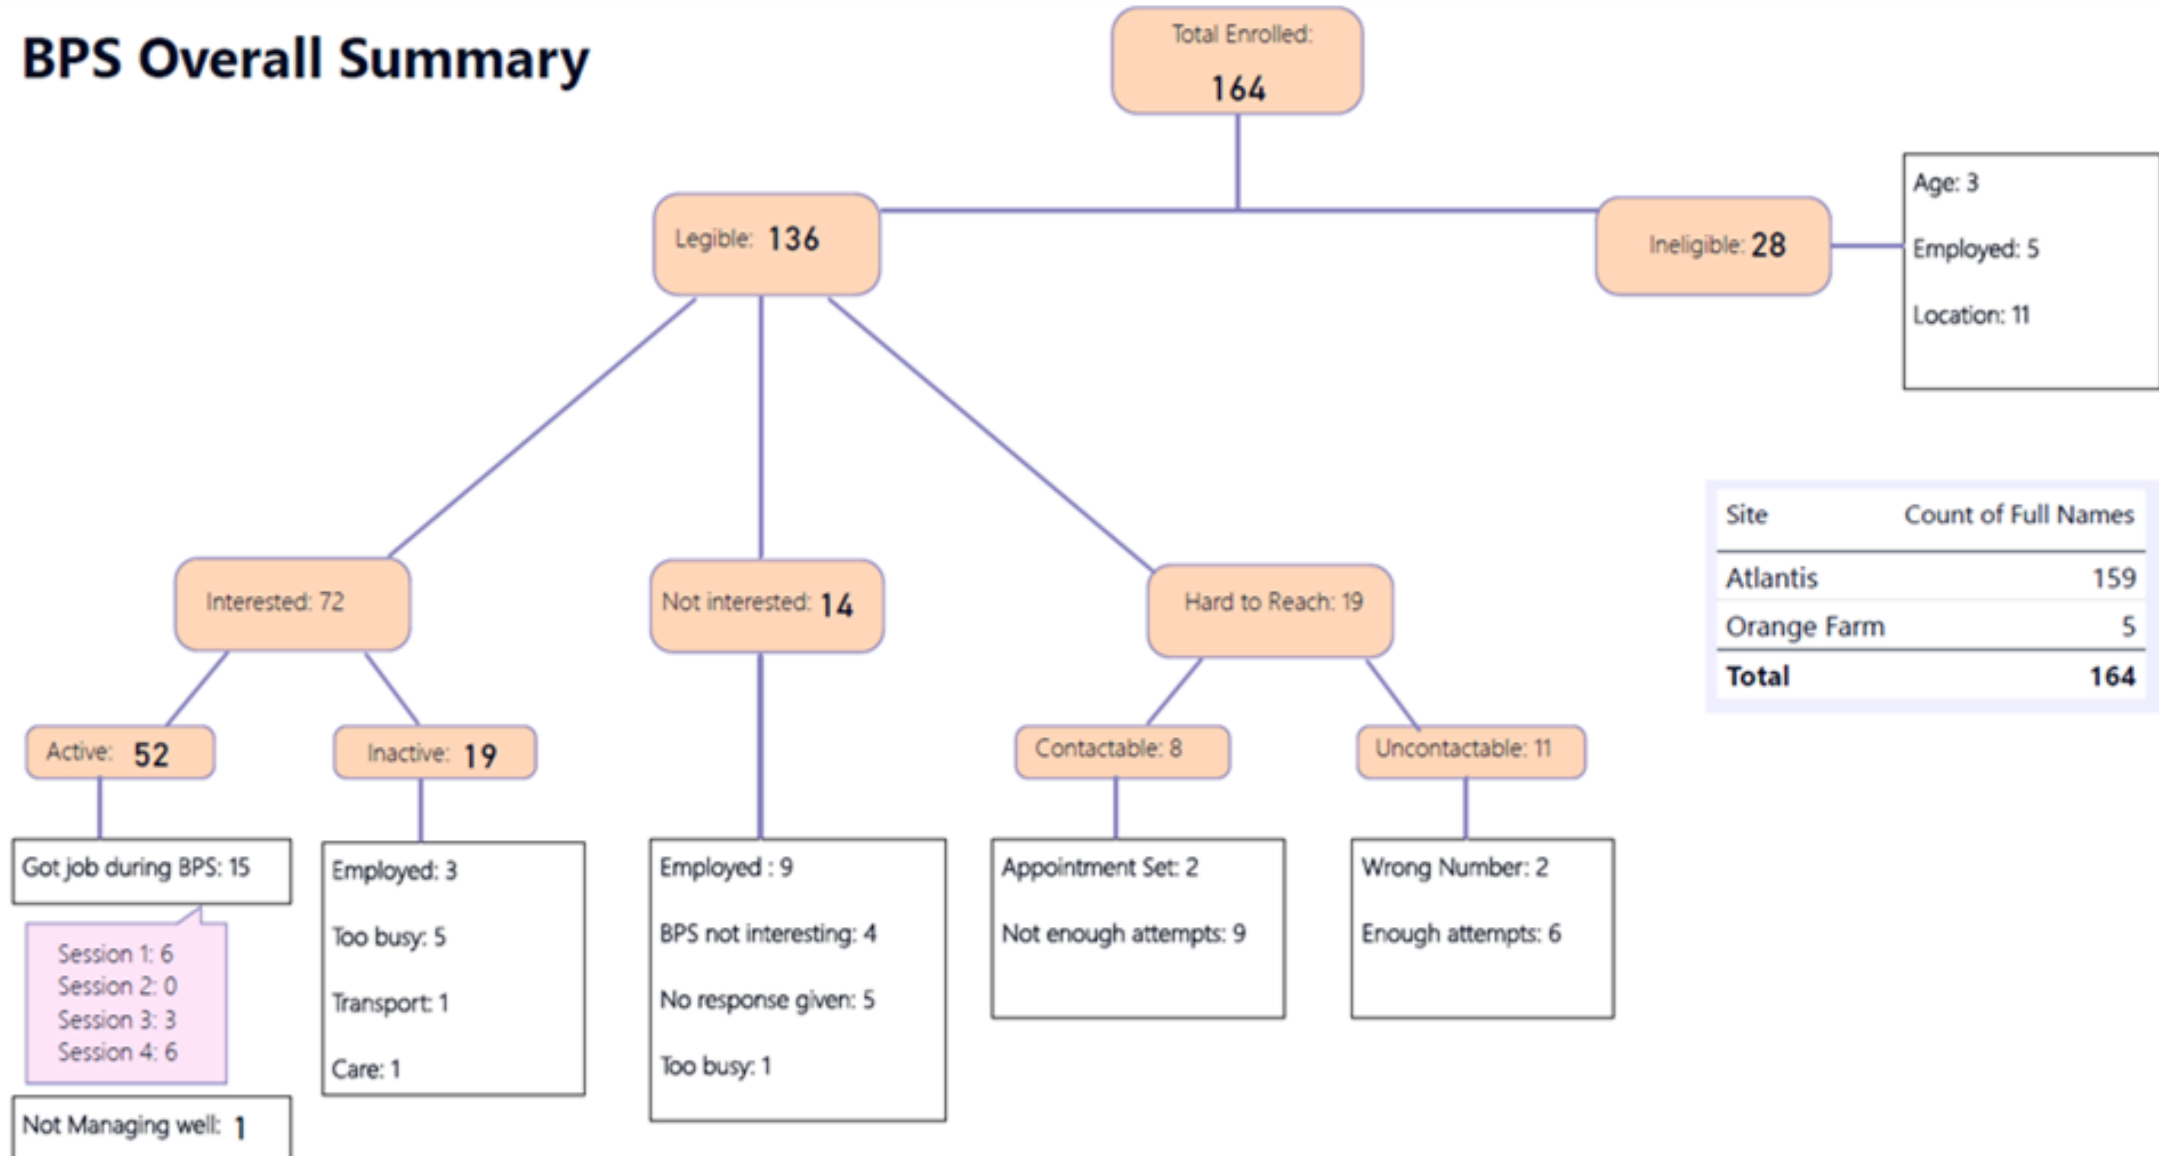 BPS Overall Summary
Total Enrolled:
164
Legible: 136
Ineligible: 28
Age: 3
Employed: 5
Location: 11
Interested: 72
Not interested: 14
Hard to Reach: 19
Site Count of Full Names
Atlantis 159
Orange Farm 5
Total 164
Active: 52
Inactive: 19
Contactable: 8
Uncontactable: 11
Got job during BPS: 15
Session 1: 6
Session 2: 0
Session 3: 3
Session 4: 6
Not Managing well: 1
Employed: 3
Too busy: 5
Transport: 1
Care: 1
Employed : 9
BPS not interesting: 4
No response given: 5
Too busy: 1
Appointment Set: 2
Not enough attempts: 9
Wrong Number: 2
Enough attempts: 6